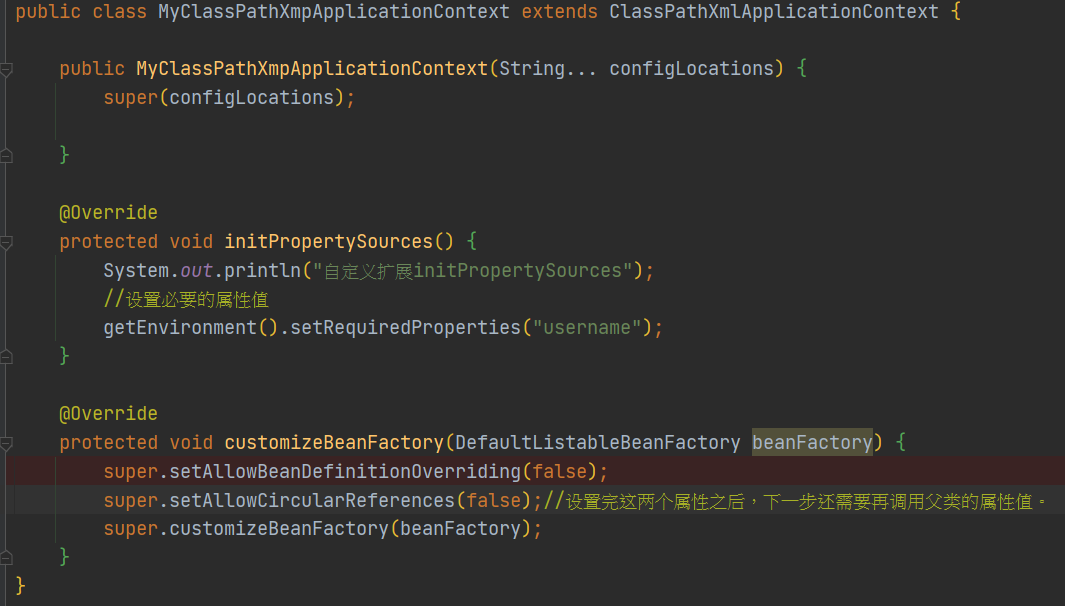 public class MyClassPathXmpApplicationContext extends ClassPathXmlApplicationContext {
public MyClassPathXmpApplicationContext(String... configLocations) {
super(configLocations);
}
@Override
protected void initPropertySources() {
System.out.println("自定义扩展initPropertySources");
//设置必要的属性值
getEnvironment().setRequiredProperties("username");
}
@Override
protected void customizeBeanFactory(DefaultListableBeanFactory beanFactory) {
super.setAllowBeanDefinitionOverriding(false);
super.setAllowCircularReferences(false);//设置完这两个属性之后，下一步还需要再调用父类的属性值。
super.customizeBeanFactory(beanFactory);
}
}